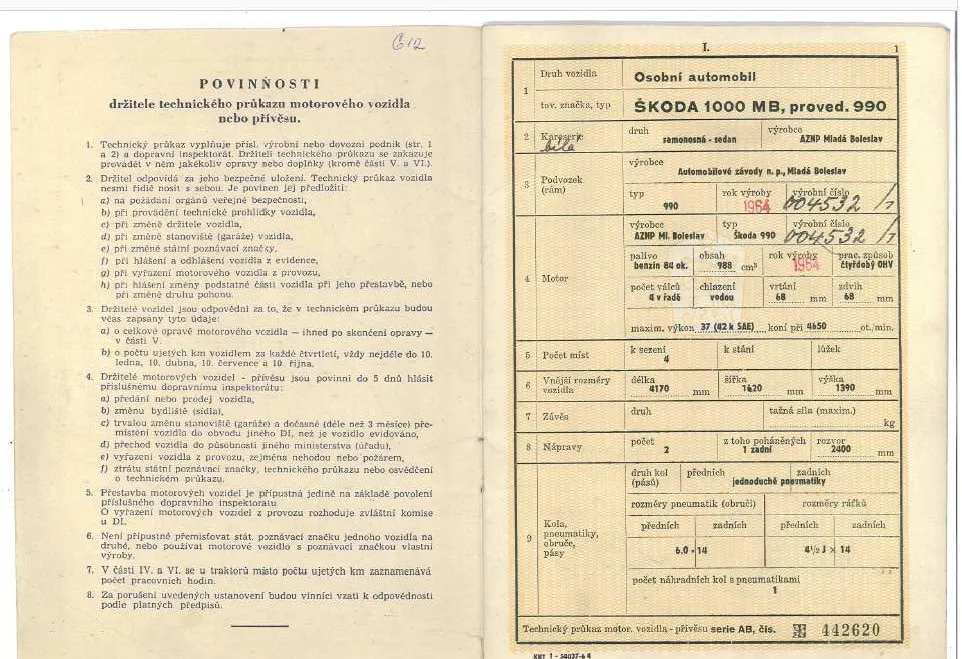 612
POVINNOSTI
držitele technického průkazu motorového vozidla
nebo přívěsu.
1. Technický průkaz vyplňuje přísl. výrobní nebo dovozní podnik (str. 1
a 2) a dopravní inspektorát. Držiteli technického průkazu se zakazuje
provádět v něm jakékoliv opravy nebo doplňky (kromě části V. a VI.).
2. Držitel odpovídá za jeho bezpečné uložení. Technický průkaz vozidla
nesmí řidič nosit s sebou. Je povinen jej předložiti:
a) na požádání orgánů veřejné bezpečnosti,
b) při provádění technické prohlídky vozidla,
c) při změně držitele vozidla,
d) při změně stanoviště (garáže) vozidla,
e) při změně státní poznávací značky,
f) při hlášení a odhlášení vozidla z evidence,
g) při vyřazení motorového vozidla z provozu,
h) při hlášení změny podstatné části vozidla při jeho přestavbě, nebo
při změně druhu pohonu.
3. Držitelé vozidel jsou odpovědni za to, že v technickém průkazu budou
včas zapsány tyto údaje:
a) o celkové opravě motorového vozidla — ihned po skončení opravy —
v části V.
b) o počtu ujetých km vozidlem za každé čtvrtletí, vždy nejdéle do 10.
ledna, 10. dubna, 10. července a 10. října.
4. Držitelé motorových vozidel - přívěsu jsou povinni do 5 dnů hlásit
příslušnému dopravnímu inspektorátu:
a) předání nebo prodej vozidla,
b) změnu bydliště (sídla),
c) trvalou změnu stanoviště (garáže) a dočasné (déle než 3 měsíce) pře-
místění vozidla do obvodu jiného DI, než je vozidlo evidováno,
d) přechod vozidla do působnosti jiného ministerstva (úřadu),
e) vyřazení vozidla z provozu, zejména nehodou nebo požárem,
f) ztrátu státní poznávací značky, technického průkazu nebo osvědčení
o technickém průkazu.
5. Přestavba motorových vozidel je přípustná jedině na základě povolení
příslušného dopravního inspektorátu
O vyřazení motorových vozidel z provozu rozhoduje zvláštní komise
u DI.
6. Není přípustné přemísťovat stát. poznávací značku jednoho vozidla na
druhé, nebo používat motorové vozidlo s poznávací značkou vlastní
výroby.
7. V části IV. a VI. se u traktorů místo počtu ujetých km zaznamenává
počet pracovních hodin.
8. Za porušení uvedených ustanovení budou vinníci vzati k odpovědnosti
podle platných předpisů.
I. 1
1 Druh vozidla Osobní automobil
tov. značka, typ ŠKODA 1000 MB, proved. 990
2 Karoserie druh výrobce
bílá samonosná - sedan AZNP Mladá Boleslav
3 Podvozek (rám) výrobce
Automobilové závody n. p., Mladá Boleslav
typ rok výroby výrobní číslo
990 1964 004532 /1
4 Motor výrobce typ výrobní číslo
AZNP Ml. Boleslav Škoda 990 004532 /1
palivo obsah rok výroby prac. způsob
benzin 84 ok. 988 cm³ 1964 čtyřdobý OHV
počet válců chlazení vrtání zdvih
4 v řadě vodou 68 mm 68 mm
maxim. výkon 37 (42 k SAE) koní při 4650 ot./min.
5 Počet míst k sezení k stání lůžek
4
6 Vnější rozměry vozidla délka šířka výška
4170 mm 1620 mm 1390 mm
7 Závěs druh tažná síla (maxim.)
kg
8 Nápravy počet z toho poháněných rozvor
2 1 zadní 2400 mm
9 Kola, pneumatiky, obruče, pásy druh kol (pásů) předních zadních
jednoduché pneumatiky
rozměry pneumatik (obručí) rozměry ráfků
předních zadních předních zadních
6.0 - 14 4½ J × 14
počet náhradních kol s pneumatikami
1
Technický průkaz motor. vozidla - přívěsu serie AB, čís. 442620
KNT 1 - 54037-64